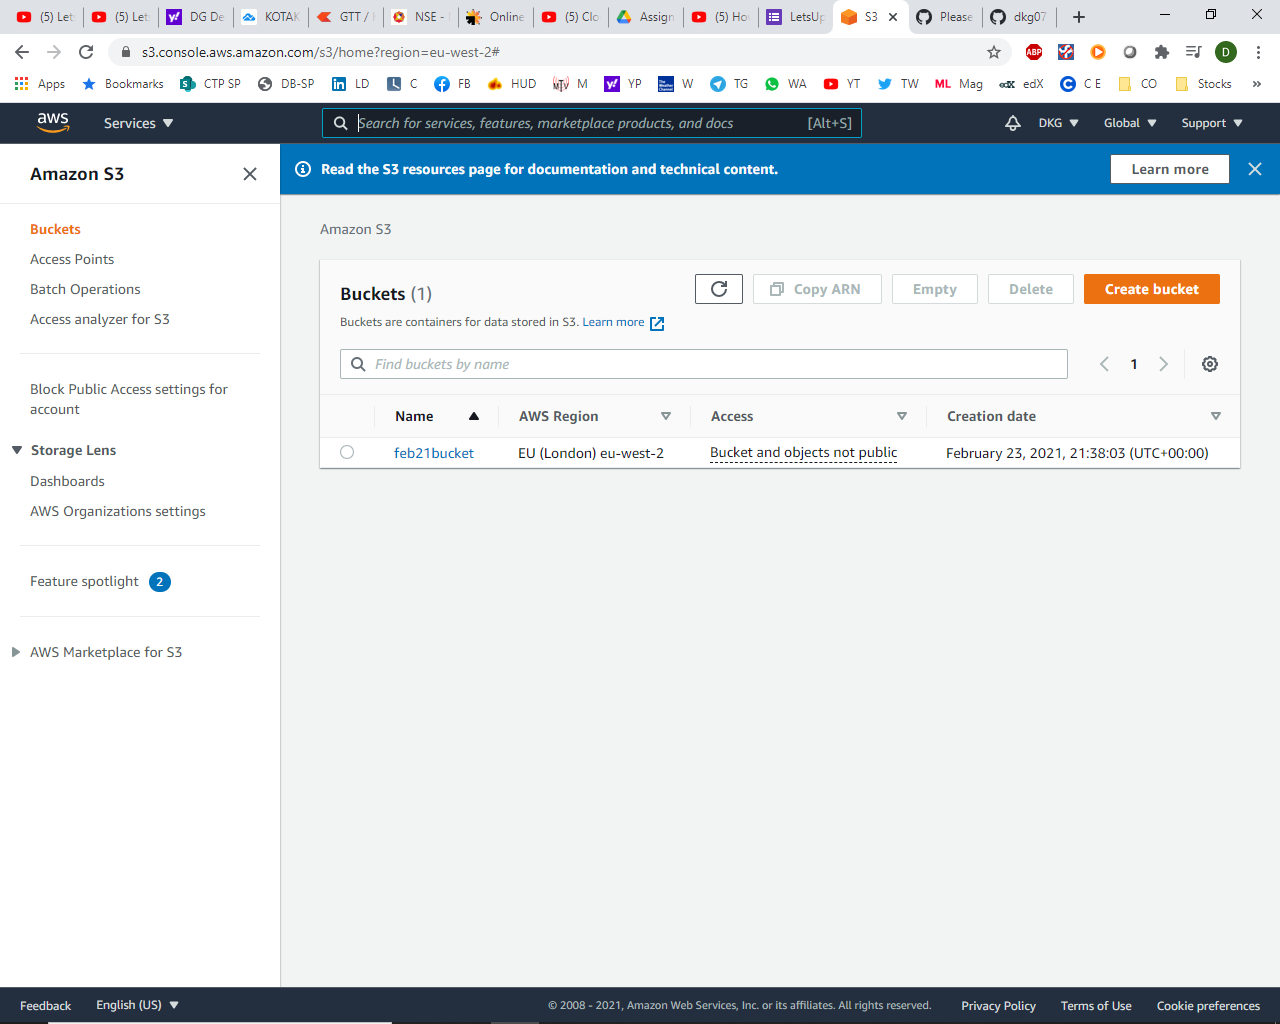 (5) Let (5) Let DG De KOTAK GTT / NSE - Online (5) Clo Assign (5) Ho LetsUp S3 Please dkg07
s3.console.aws.amazon.com/s3/home?region=eu-west-2#
ABP D
Apps Bookmarks CTP SP DB-SP LD C FB HUD M YP W TG WA YT TW ML Mag edX C E CO Stocks »
aws Services Search for services, features, marketplace products, and docs [Alt+S] DKG Global Support
Amazon S3
Read the S3 resources page for documentation and technical content. Learn more
Buckets
Access Points
Batch Operations
Access analyzer for S3
Block Public Access settings for
account
Storage Lens
Dashboards
AWS Organizations settings
Feature spotlight 2
AWS Marketplace for S3
Amazon S3
Buckets (1) Copy ARN Empty Delete Create bucket
Buckets are containers for data stored in S3. Learn more
Find buckets by name 1
Name AWS Region Access Creation date
feb21bucket EU (London) eu-west-2 Bucket and objects not public February 23, 2021, 21:38:03 (UTC+00:00)
Feedback English (US) © 2008 - 2021, Amazon Web Services, Inc. or its affiliates. All rights reserved. Privacy Policy Terms of Use Cookie preferences